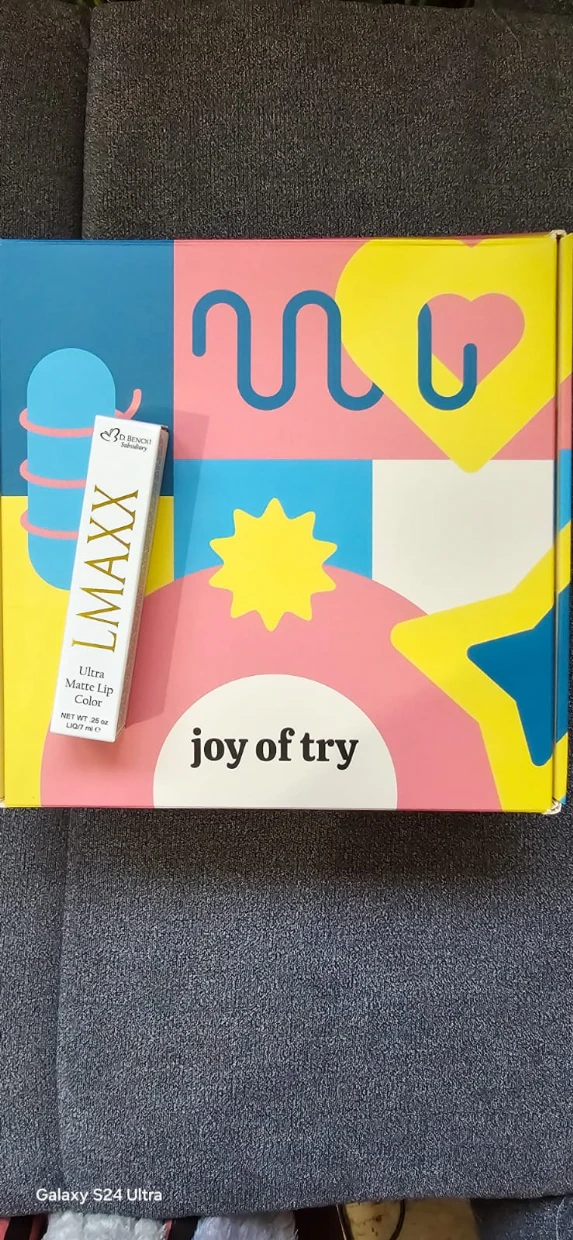 D. BENOIT
Subsidiary
LMAXX
Ultra
Matte Lip
Color
NET WT .25 oz
LIQ/7 ml ℮
joy of try
Galaxy S24 Ultra